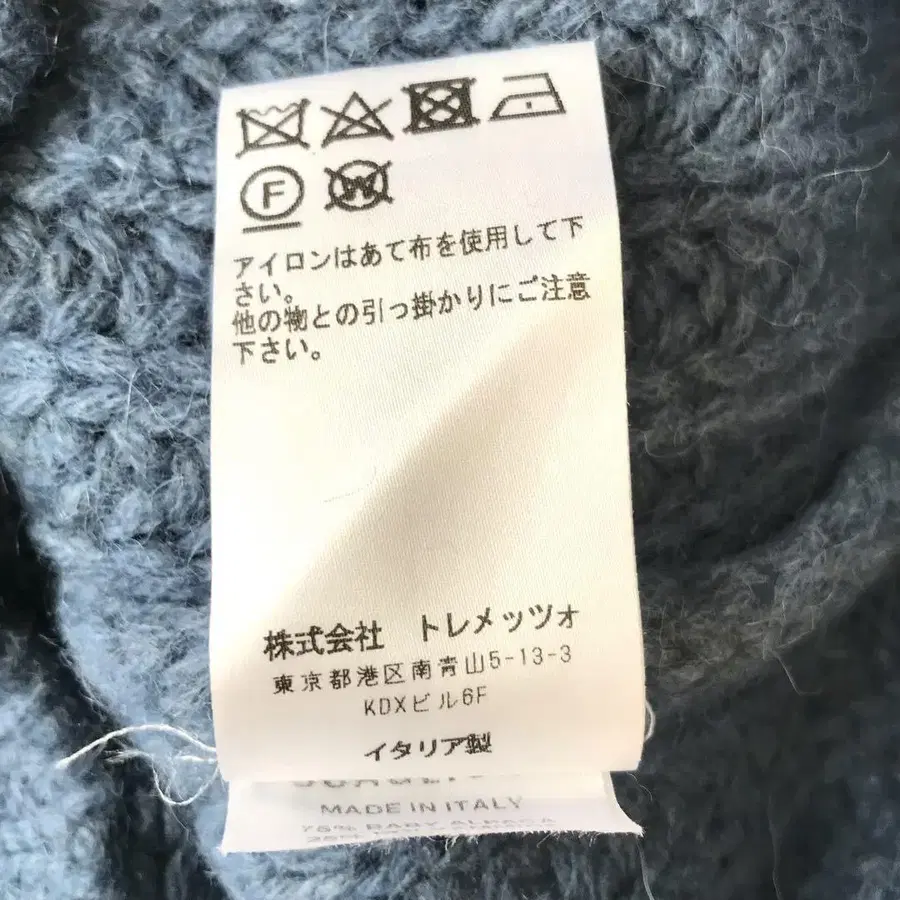 F
W
アイロンはあて布を使用して下
さい。
他の物との引っ掛かりにご注意
下さい。
株式会社 トレメッツォ
東京都港区南青山5-13-3
KDXビル6F
イタリア製
MADE IN ITALY
75% BABY ALPACA